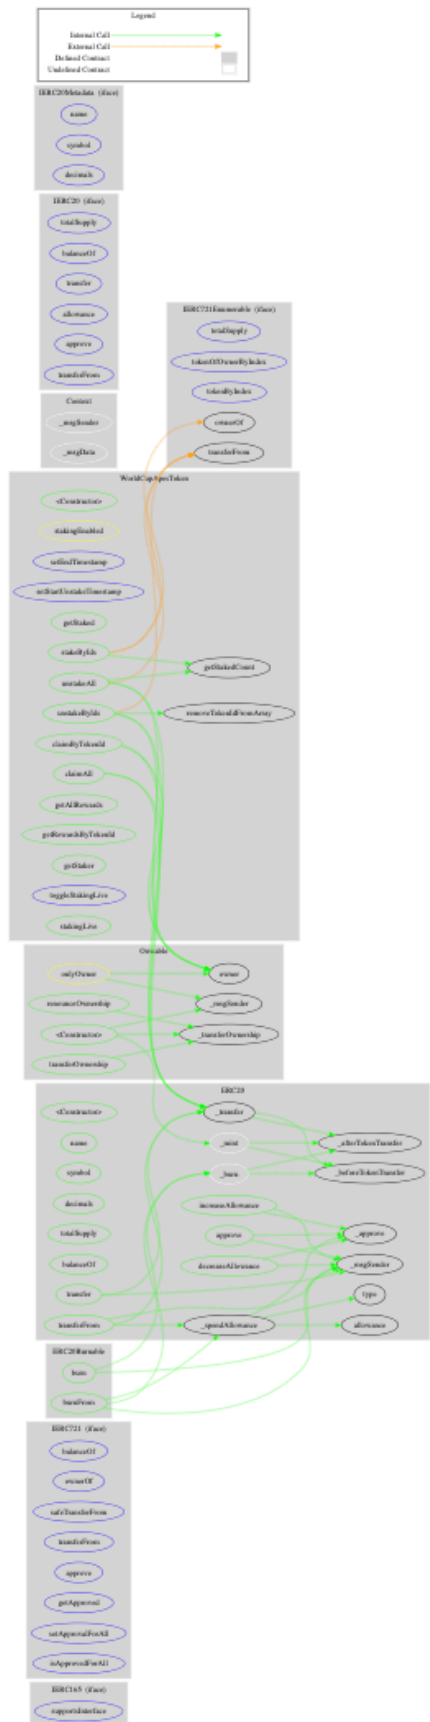 Legend
Internal Call
External Call
Defined Contract
Undefined Contract
IERC20Metadata (iface)
name
symbol
decimals
IERC20 (iface)
totalSupply
balanceOf
transfer
allowance
approve
transferFrom
IERC721Enumerable (iface)
totalSupply
tokenOfOwnerByIndex
tokenByIndex
ownerOf
transferFrom
Context
_msgSender
_msgData
WorldCupApesToken
<Constructor>
stakingEnabled
setEndTimestamp
setStartUnstakeTimestamp
getStaked
stakeByIds
getStakedCount
unstakeAll
unstakeByIds
removeTokenIdFromArray
claimByTokenId
claimAll
getAllRewards
getRewardsByTokenId
getStaker
toggleStakingLive
stakingLive
Ownable
onlyOwner
owner
renounceOwnership
_msgSender
<Constructor>
_transferOwnership
transferOwnership
ERC20
<Constructor>
_transfer
name
_mint
_afterTokenTransfer
symbol
_burn
_beforeTokenTransfer
decimals
increaseAllowance
totalSupply
approve
_approve
balanceOf
decreaseAllowance
_msgSender
transfer
type
transferFrom
_spendAllowance
allowance
ERC20Burnable
burn
burnFrom
IERC721 (iface)
balanceOf
ownerOf
safeTransferFrom
transferFrom
approve
getApproved
setApprovalForAll
isApprovedForAll
IERC165 (iface)
supportsInterface